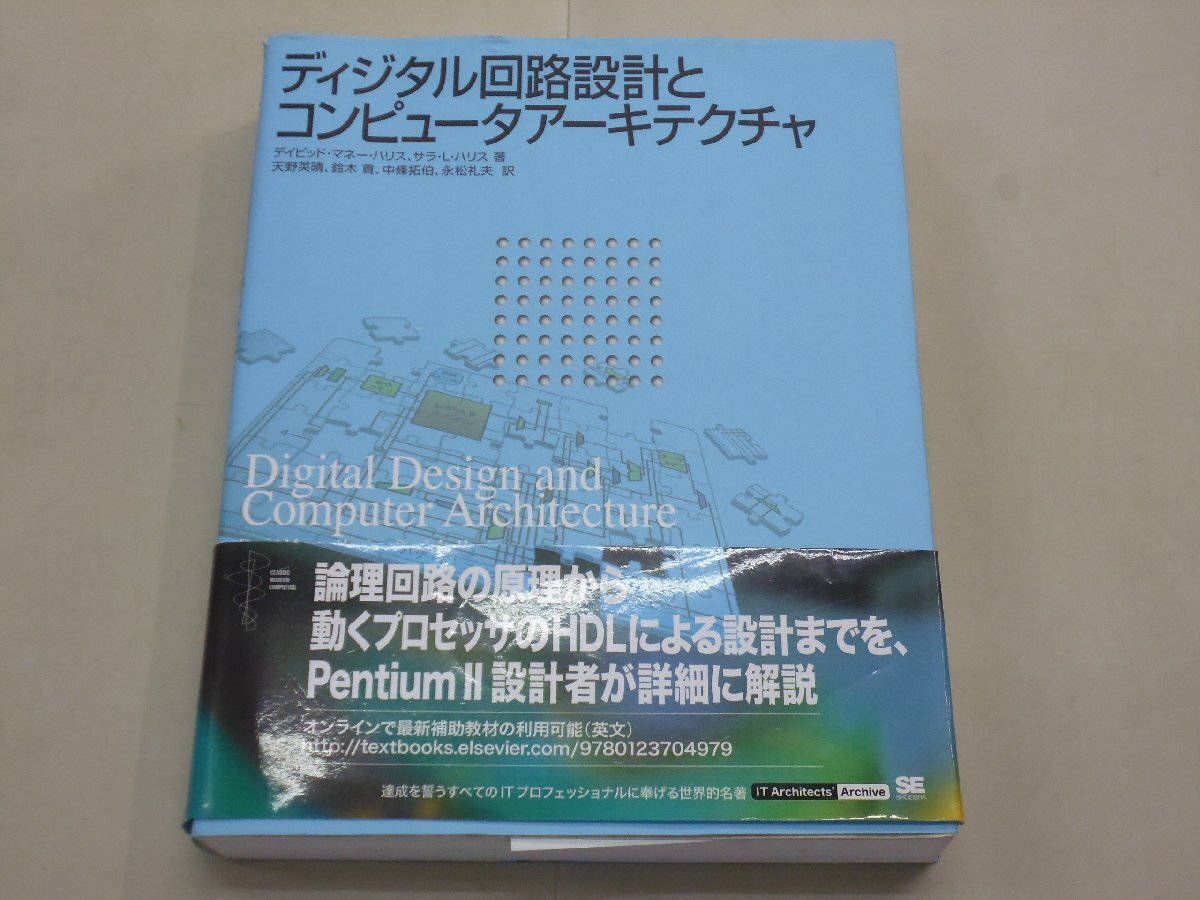 ディジタル回路設計と
コンピュータアーキテクチャ
デイビッド・マネー・ハリス、サラ・L・ハリス 著
天野英晴、鈴木 貢、中條拓伯、永松礼夫 訳
Digital Design and
Computer Architecture
CLASSIC
MODERN
COMPUTING
論理回路の原理から
動くプロセッサのHDLによる設計までを、
Pentium II 設計者が詳細に解説
オンラインで最新補助教材の利用可能(英文)
http://textbooks.elsevier.com/9780123704979
達成を誓うすべてのITプロフェッショナルに奉げる世界的名著
IT Architects' Archive
SE
SHOEISHA